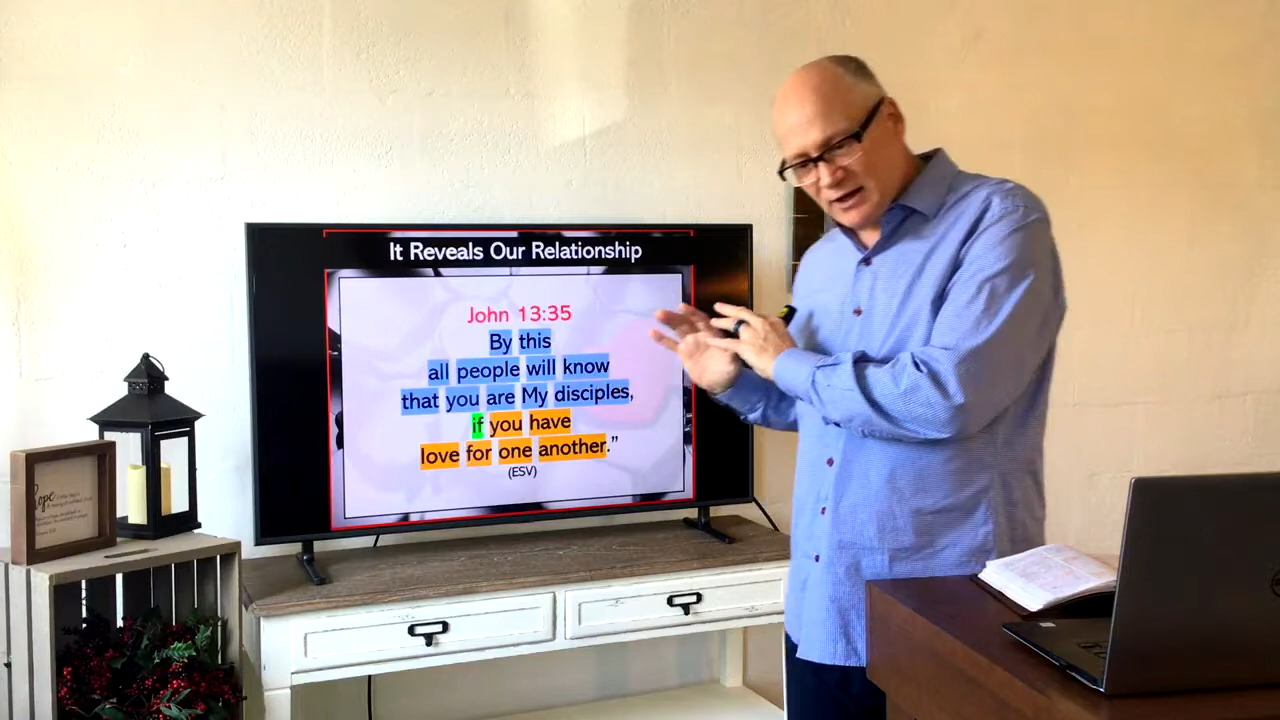 It Reveals Our Relationship
John 13:35
By this
all people will know
that you are My disciples,
if you have
love for one another.”
(ESV)
Hope